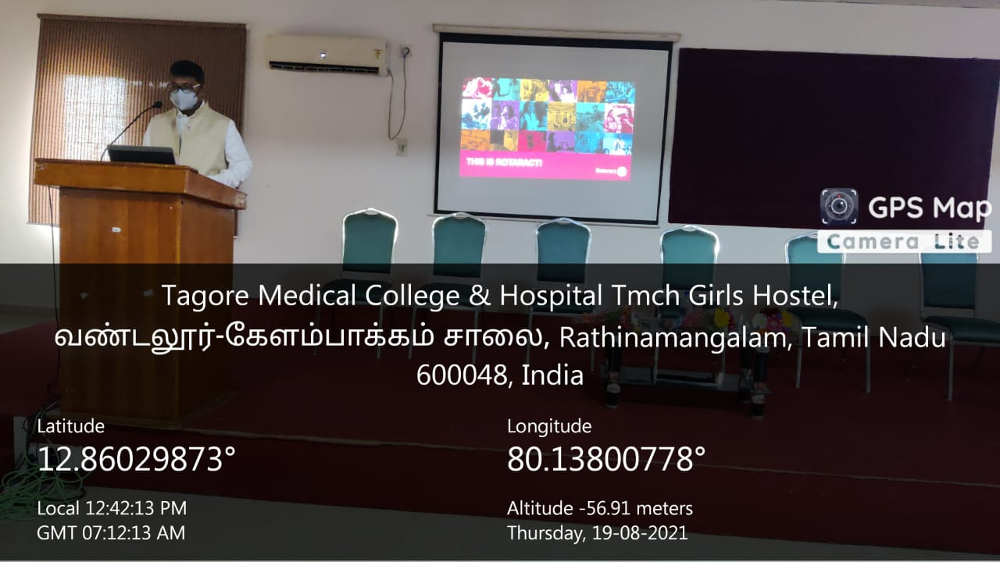 THIS IS ROTARACT!
Rotaract
GPS Map
Camera Lite
Tagore Medical College & Hospital Tmch Girls Hostel,
வண்டலூர்-கேளம்பாக்கம் சாலை, Rathinamangalam, Tamil Nadu
600048, India
Latitude
12.86029873°
Longitude
80.13800778°
Local 12:42:13 PM
GMT 07:12:13 AM
Altitude -56.91 meters
Thursday, 19-08-2021